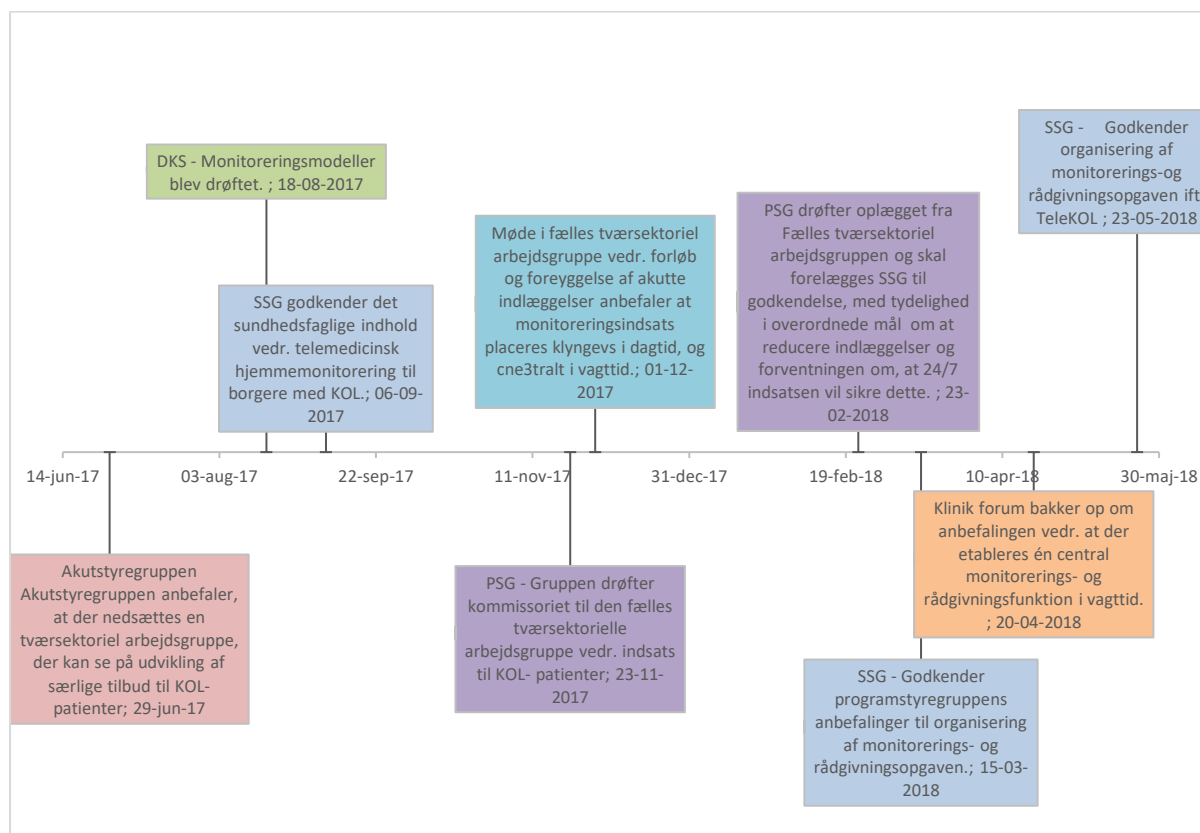 DKS - Monitoreringsmodeller
blev drøftet. ; 18-08-2017
SSG godkender det
sundhedsfaglige indhold
vedr. telemedicinsk
hjemmemonitorering til
borgere med KOL.; 06-09-
2017
Møde i fælles tværsektoriel
arbejdsgruppe vedr. forløb
og foreyggelse af akutte
indlæggelser anbefaler at
monitoreringsindsats
placeres klyngevs i dagtid, og
cne3tralt i vagttid.; 01-12-
2017
PSG drøfter oplægget fra
Fælles tværsektoriel
arbejdsgruppen og skal
forelægges SSG til
godkendelse, med tydelighed
i overordnede mål om at
reducere indlæggelser og
forventningen om, at 24/7
indsatsen vil sikre dette. ; 23-
02-2018
SSG - Godkender
organisering af
monitorerings-og
rådgivningsopgaven ift.
TeleKOL ; 23-05-2018
14-jun-17 03-aug-17 22-sep-17 11-nov-17 31-dec-17 19-feb-18 10-apr-18 30-maj-18
Akutstyregruppen
Akutstyregruppen anbefaler,
at der nedsættes en
tværsektoriel arbejdsgruppe,
der kan se på udvikling af
særlige tilbud til KOL-
patienter; 29-jun-17
PSG - Gruppen drøfter
kommissoriet til den fælles
tværsektorielle
arbejdsgruppe vedr. indsats
til KOL- patienter; 23-11-
2017
Klinik forum bakker op om
anbefalingen vedr. at der
etableres én central
monitorerings- og
rådgivningsfunktion i vagttid.
; 20-04-2018
SSG - Godkender
programstyregruppens
anbefalinger til organisering
af monitorerings- og
rådgivningsopgaven.; 15-03-
2018